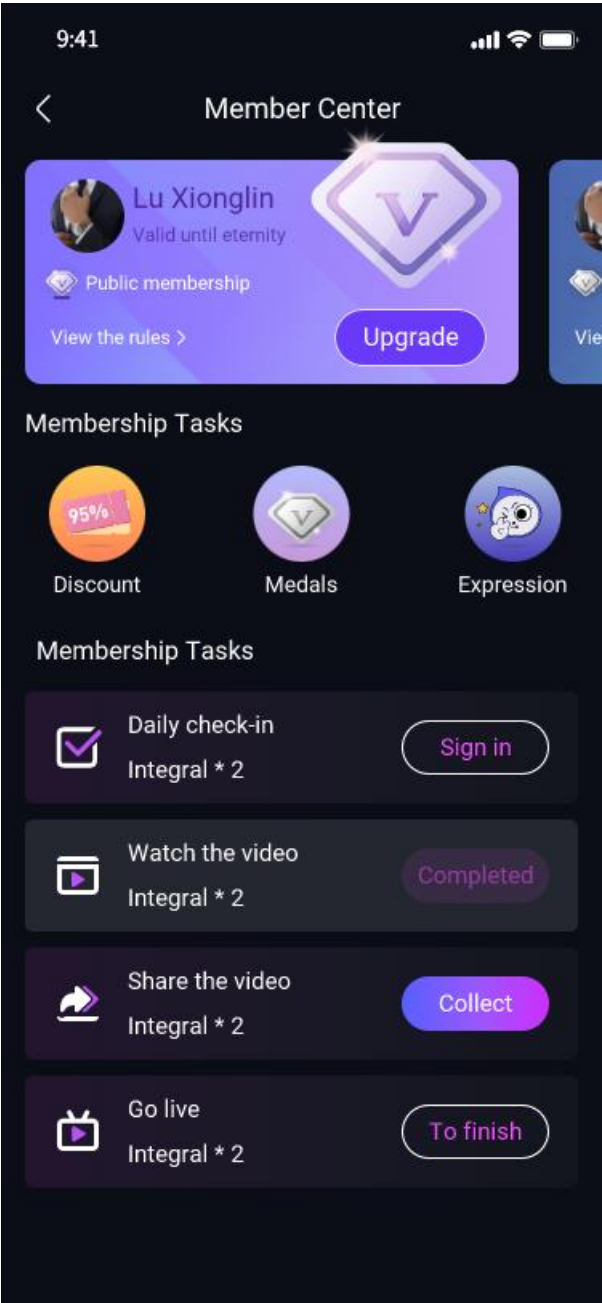 9:41
Member Center
Lu Xionglin
Valid until eternity
V
Public membership
View the rules >
Upgrade
Vie
Membership Tasks
95%
V
Discount
Medals
Expression
Membership Tasks
Daily check-in
Integral * 2
Sign in
Watch the video
Integral * 2
Completed
Share the video
Integral * 2
Collect
Go live
Integral * 2
To finish